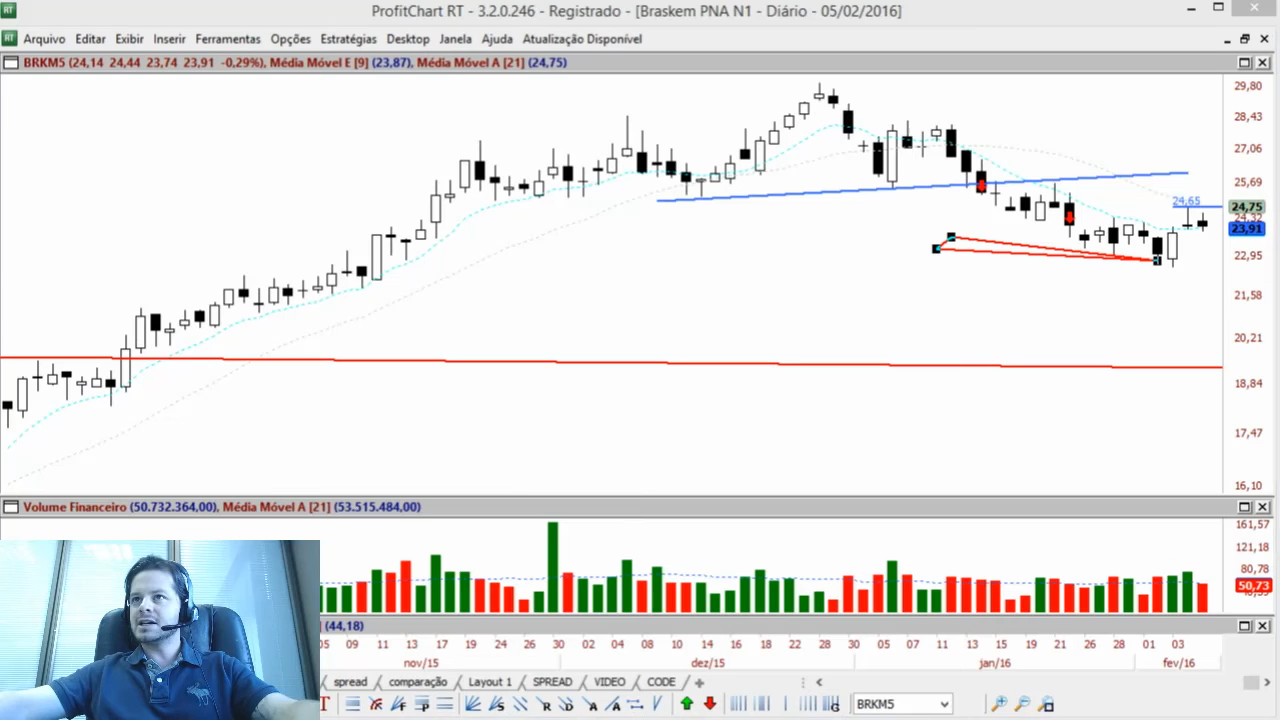 RT ProfitChart RT - 3.2.0.246 - Registrado - [Braskem PNA N1 - Diário - 05/02/2016]
RT Arquivo Editar Exibir Inserir Ferramentas Opções Estratégias Desktop Janela Ajuda Atualização Disponível
BRKM5 (24,14 24,44 23,74 23,91 -0,29%), Média Móvel E [9] (23,87), Média Móvel A [21] (24,75)
29,80
28,43
27,06
25,69
24,65
24,75
24,32
23,91
22,95
21,58
20,21
18,84
17,47
16,10
Volume Financeiro (50.732.364,00), Média Móvel A [21] (53.515.484,00)
161,57
121,18
80,78
50,73
(44,18)
09 11 13 17 19 24 26 30 02 04 08 10 14 16 18 22 28 30 05 07 11 13 15 19 21 26 28 01 03
nov/15 dez/15 jan/16 fev/16
spread comparação Layout 1 SPREAD VIDEO CODE
BRKM5